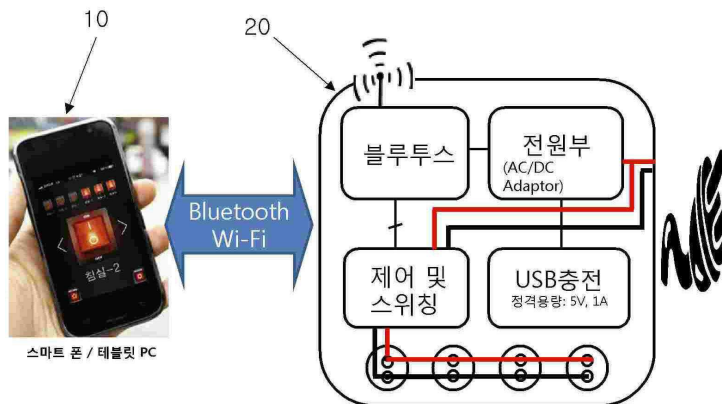 10
20
블루투스
전원부
(AC/DC
Adaptor)
Bluetooth
Wi-Fi
침실-2
제어 및
스위칭
USB충전
정격용량: 5V, 1A
스마트 폰 / 테블릿 PC